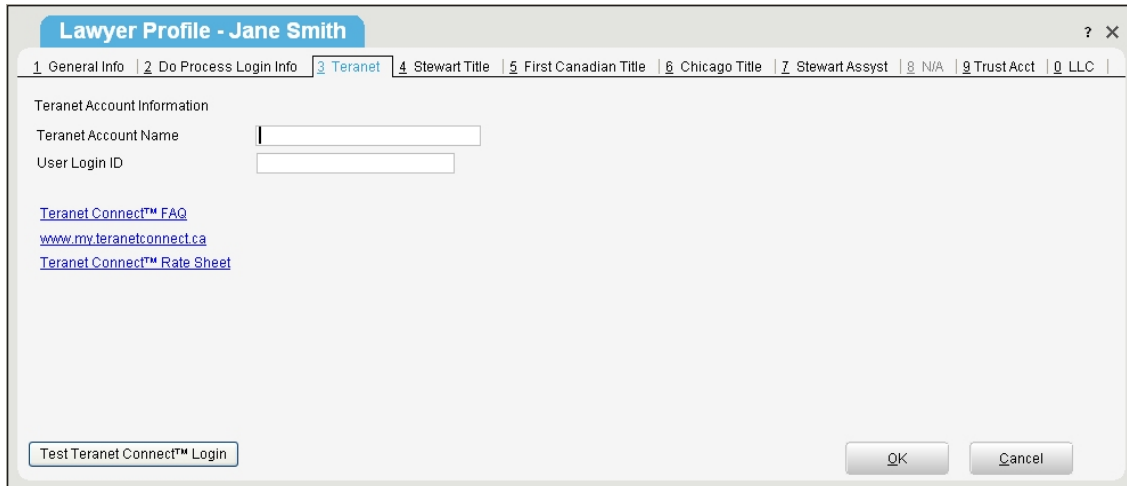 Lawyer Profile - Jane Smith ? ×
1 General Info | 2 Do Process Login Info | 3 Teranet | 4 Stewart Title | 5 First Canadian Title | 6 Chicago Title | 7 Stewart Assyst | 8 N/A | 9 Trust Acct | 0 LLC |
Teranet Account Information
Teranet Account Name
User Login ID
Teranet Connect™ FAQ
www.my.teranetconnect.ca
Teranet Connect™ Rate Sheet
Test Teranet Connect™ Login OK Cancel